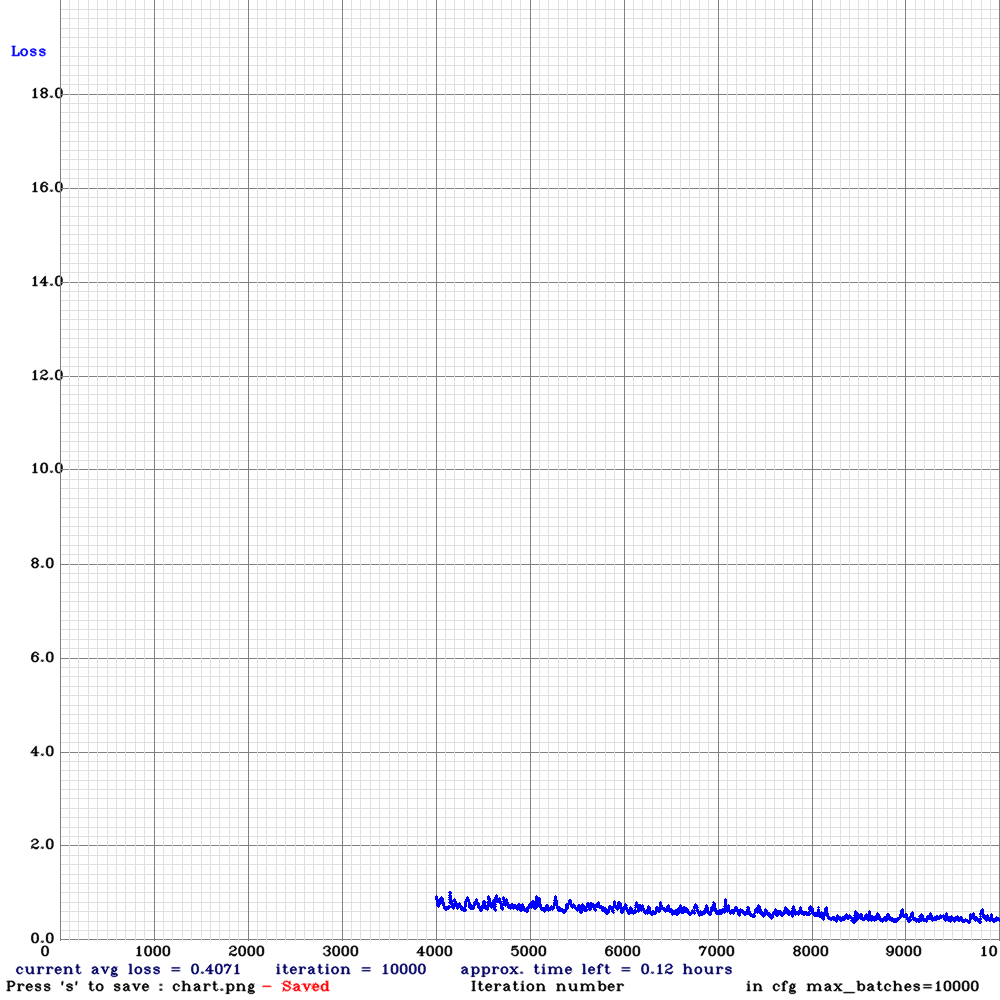 Loss
18.0
16.0
14.0
12.0
10.0
8.0
6.0
4.0
2.0
0.0
0 1000 2000 3000 4000 5000 6000 7000 8000 9000 10
current avg loss = 0.4071 iteration = 10000 approx. time left = 0.12 hours
Press 's' to save : chart.png - Saved Iteration number in cfg max_batches=10000